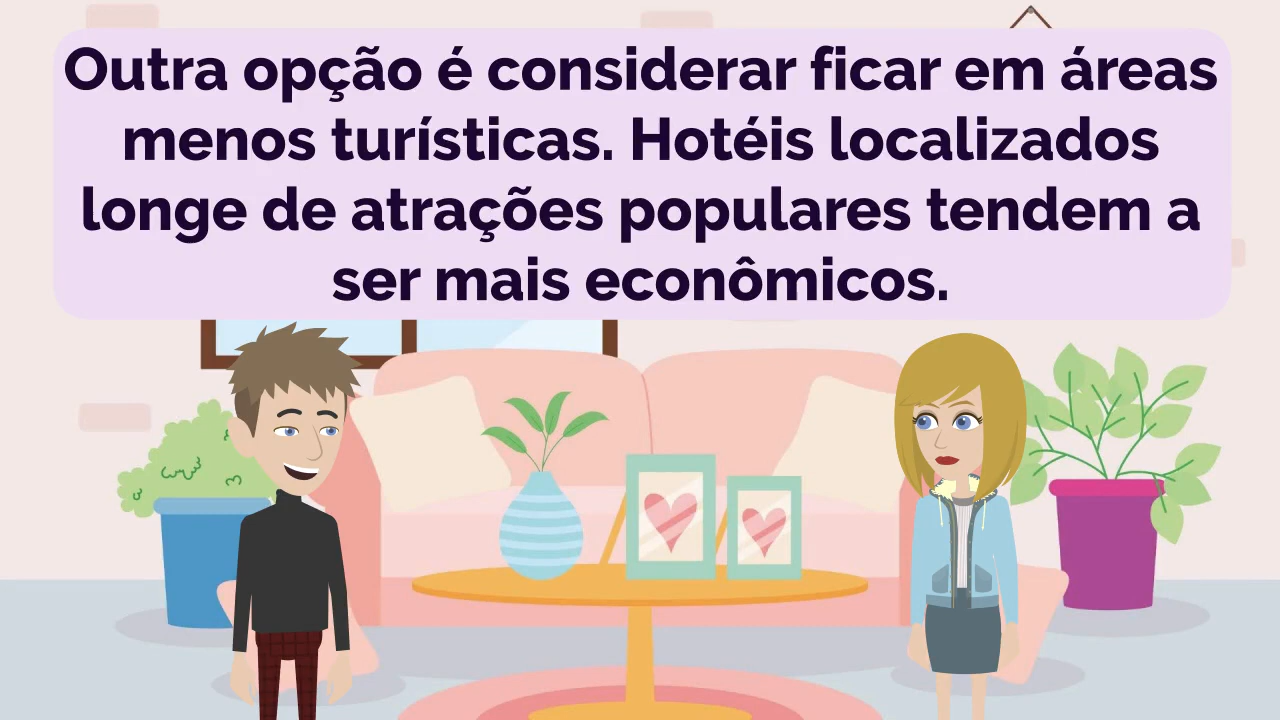 Outra opção é considerar ficar em áreas
menos turísticas. Hotéis localizados
longe de atrações populares tendem a
ser mais econômicos.